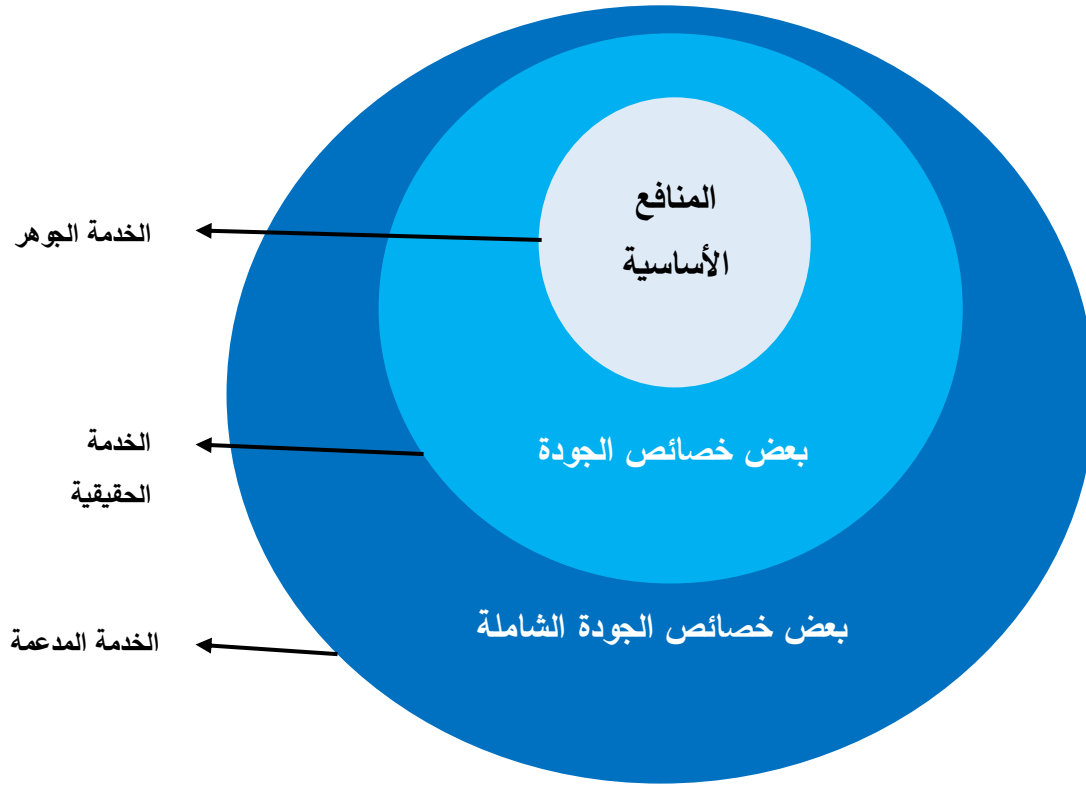 المنافع
الأساسية
الخدمة الجوهر
بعض خصائص الجودة
الخدمة
الحقيقية
بعض خصائص الجودة الشاملة
الخدمة المدعمة